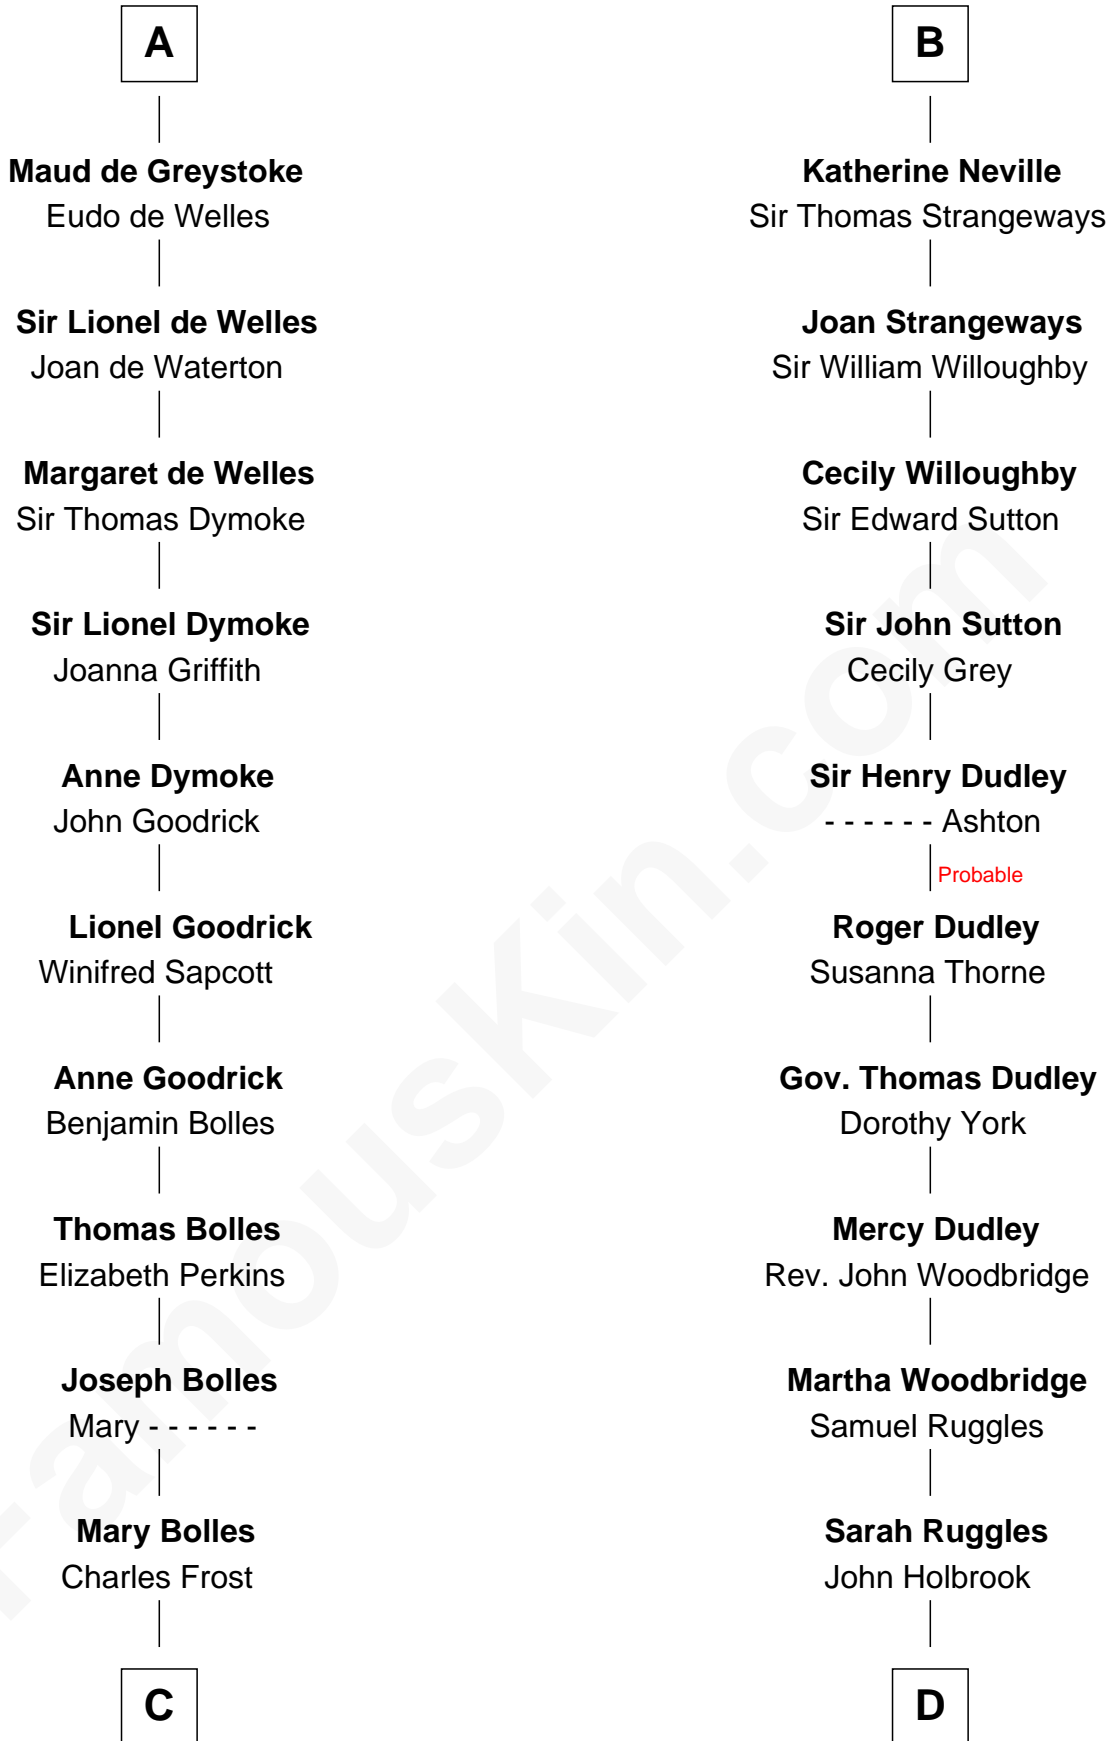 A
Maud de Greystoke
Eudo de Welles
Sir Lionel de Welles
Joan de Waterton
Margaret de Welles
Sir Thomas Dymoke
Sir Lionel Dymoke
Joanna Griffith
Anne Dymoke
John Goodrick
Lionel Goodrick
Winifred Sapcott
Anne Goodrick
Benjamin Bolles
Thomas Bolles
Elizabeth Perkins
Joseph Bolles
Mary - - - - - -
Mary Bolles
Charles Frost
C
B
Katherine Neville
Sir Thomas Strangeways
Joan Strangeways
Sir William Willoughby
Cecily Willoughby
Sir Edward Sutton
Sir John Sutton
Cecily Grey
Sir Henry Dudley
- - - - - - Ashton
Probable
Roger Dudley
Susanna Thorne
Gov. Thomas Dudley
Dorothy York
Mercy Dudley
Rev. John Woodbridge
Martha Woodbridge
Samuel Ruggles
Sarah Ruggles
John Holbrook
D
FamousKin.com